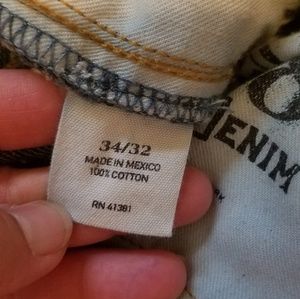 34/32
MADE IN MEXICO
100% COTTON
RN 41381
DENIM